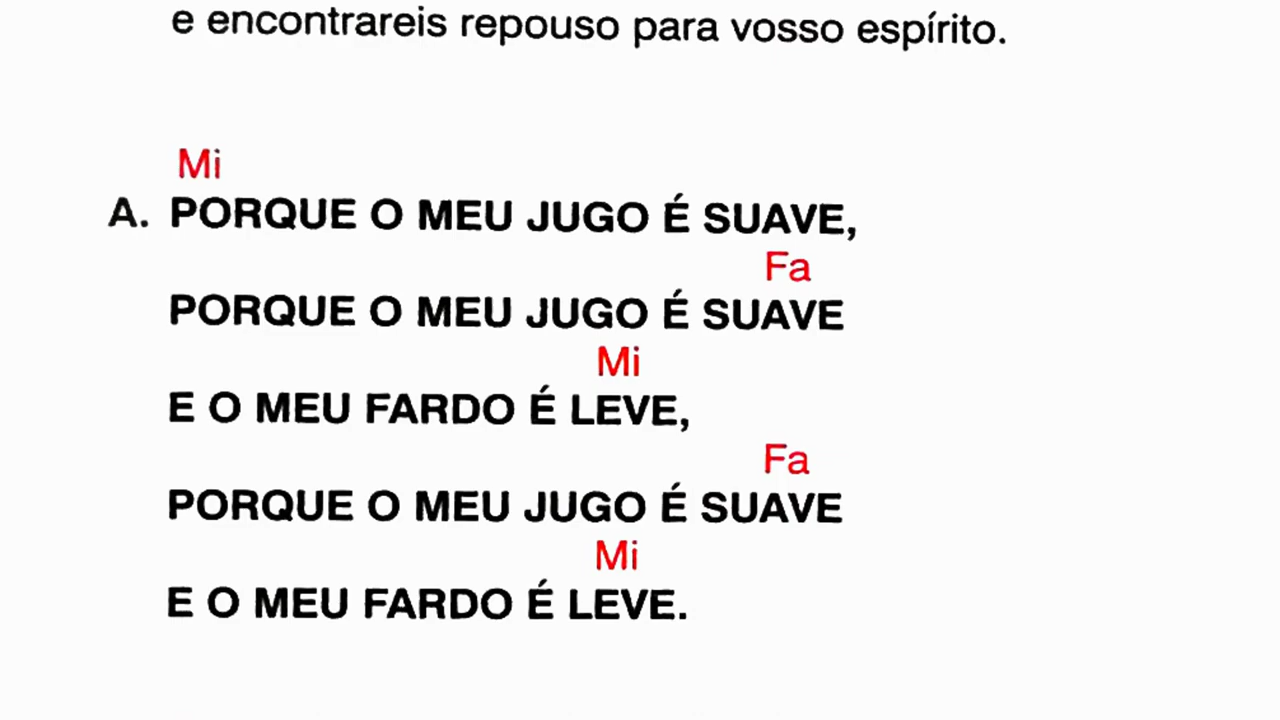 e encontrareis repouso para vosso espírito.
Mi
A. PORQUE O MEU JUGO É SUAVE,
Fa
PORQUE O MEU JUGO É SUAVE
Mi
E O MEU FARDO É LEVE,
Fa
PORQUE O MEU JUGO É SUAVE
Mi
E O MEU FARDO É LEVE.